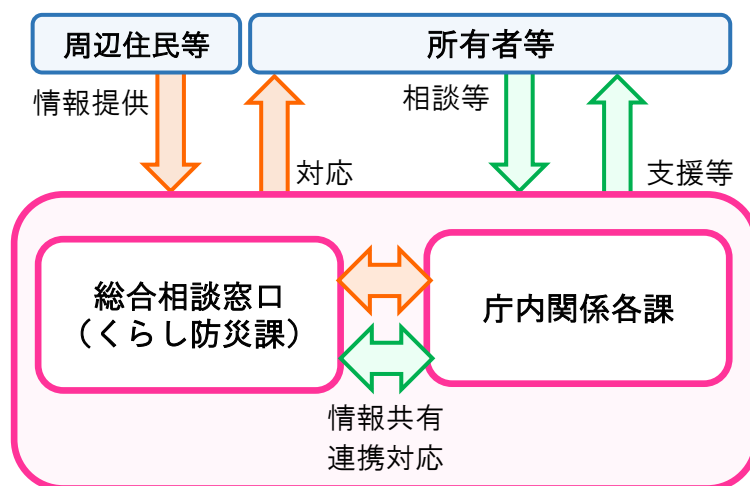 周辺住民等
所有者等
情報提供
相談等
対応
支援等
総合相談窓口
（くらし防災課）
庁内関係各課
情報共有
連携対応